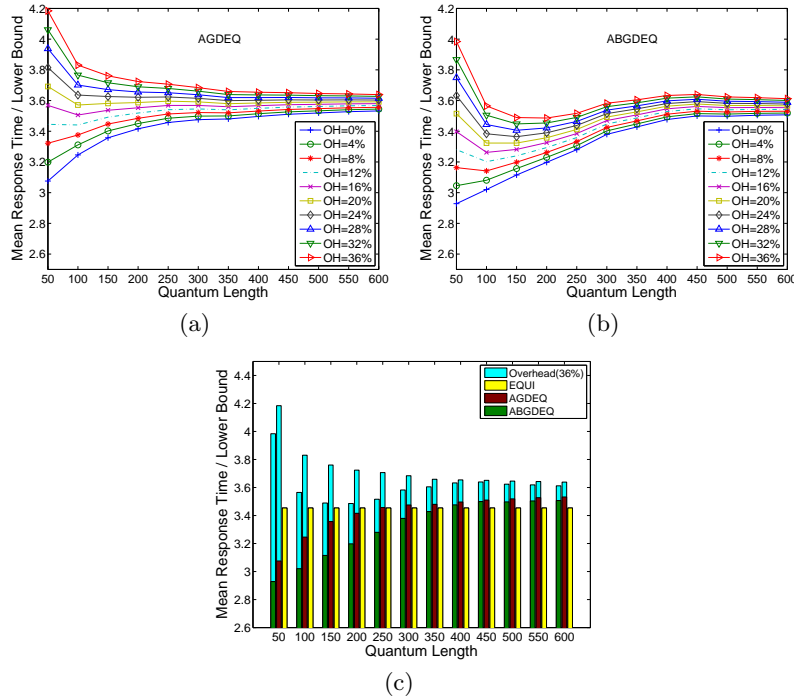 4.2
4
3.8
3.6
3.4
3.2
3
2.8
2.6
Mean Response Time / Lower Bound
AGDEQ
OH=0%
OH=4%
OH=8%
OH=12%
OH=16%
OH=20%
OH=24%
OH=28%
OH=32%
OH=36%
50 100 150 200 250 300 350 400 450 500 550 600
Quantum Length
(a)
4.2
4
3.8
3.6
3.4
3.2
3
2.8
2.6
Mean Response Time / Lower Bound
ABGDEQ
OH=0%
OH=4%
OH=8%
OH=12%
OH=16%
OH=20%
OH=24%
OH=28%
OH=32%
OH=36%
50 100 150 200 250 300 350 400 450 500 550 600
Quantum Length
(b)
4.4
4.2
4
3.8
3.6
3.4
3.2
3
2.8
2.6
Mean Response Time / Lower Bound
Overhead(36%)
EQUI
AGDEQ
ABGDEQ
50 100 150 200 250 300 350 400 450 500 550 600
Quantum Length
(c)